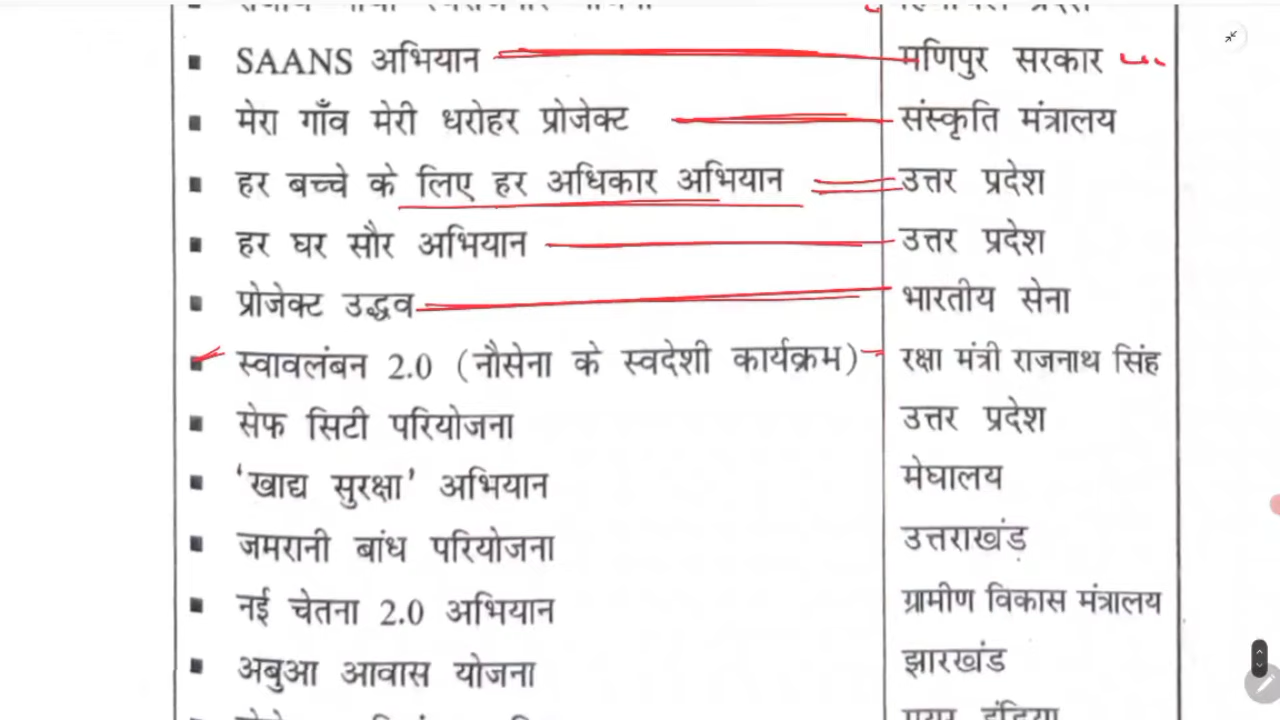 SAANS अभियान मणिपुर सरकार
मेरा गाँव मेरी धरोहर प्रोजेक्ट संस्कृति मंत्रालय
हर बच्चे के लिए हर अधिकार अभियान उत्तर प्रदेश
हर घर सौर अभियान उत्तर प्रदेश
प्रोजेक्ट उद्भव भारतीय सेना
स्वावलंबन 2.0 (नौसेना के स्वदेशी कार्यक्रम) रक्षा मंत्री राजनाथ सिंह
सेफ सिटी परियोजना उत्तर प्रदेश
'खाद्य सुरक्षा' अभियान मेघालय
जमरानी बांध परियोजना उत्तराखंड
नई चेतना 2.0 अभियान ग्रामीण विकास मंत्रालय
अबुआ आवास योजना झारखंड